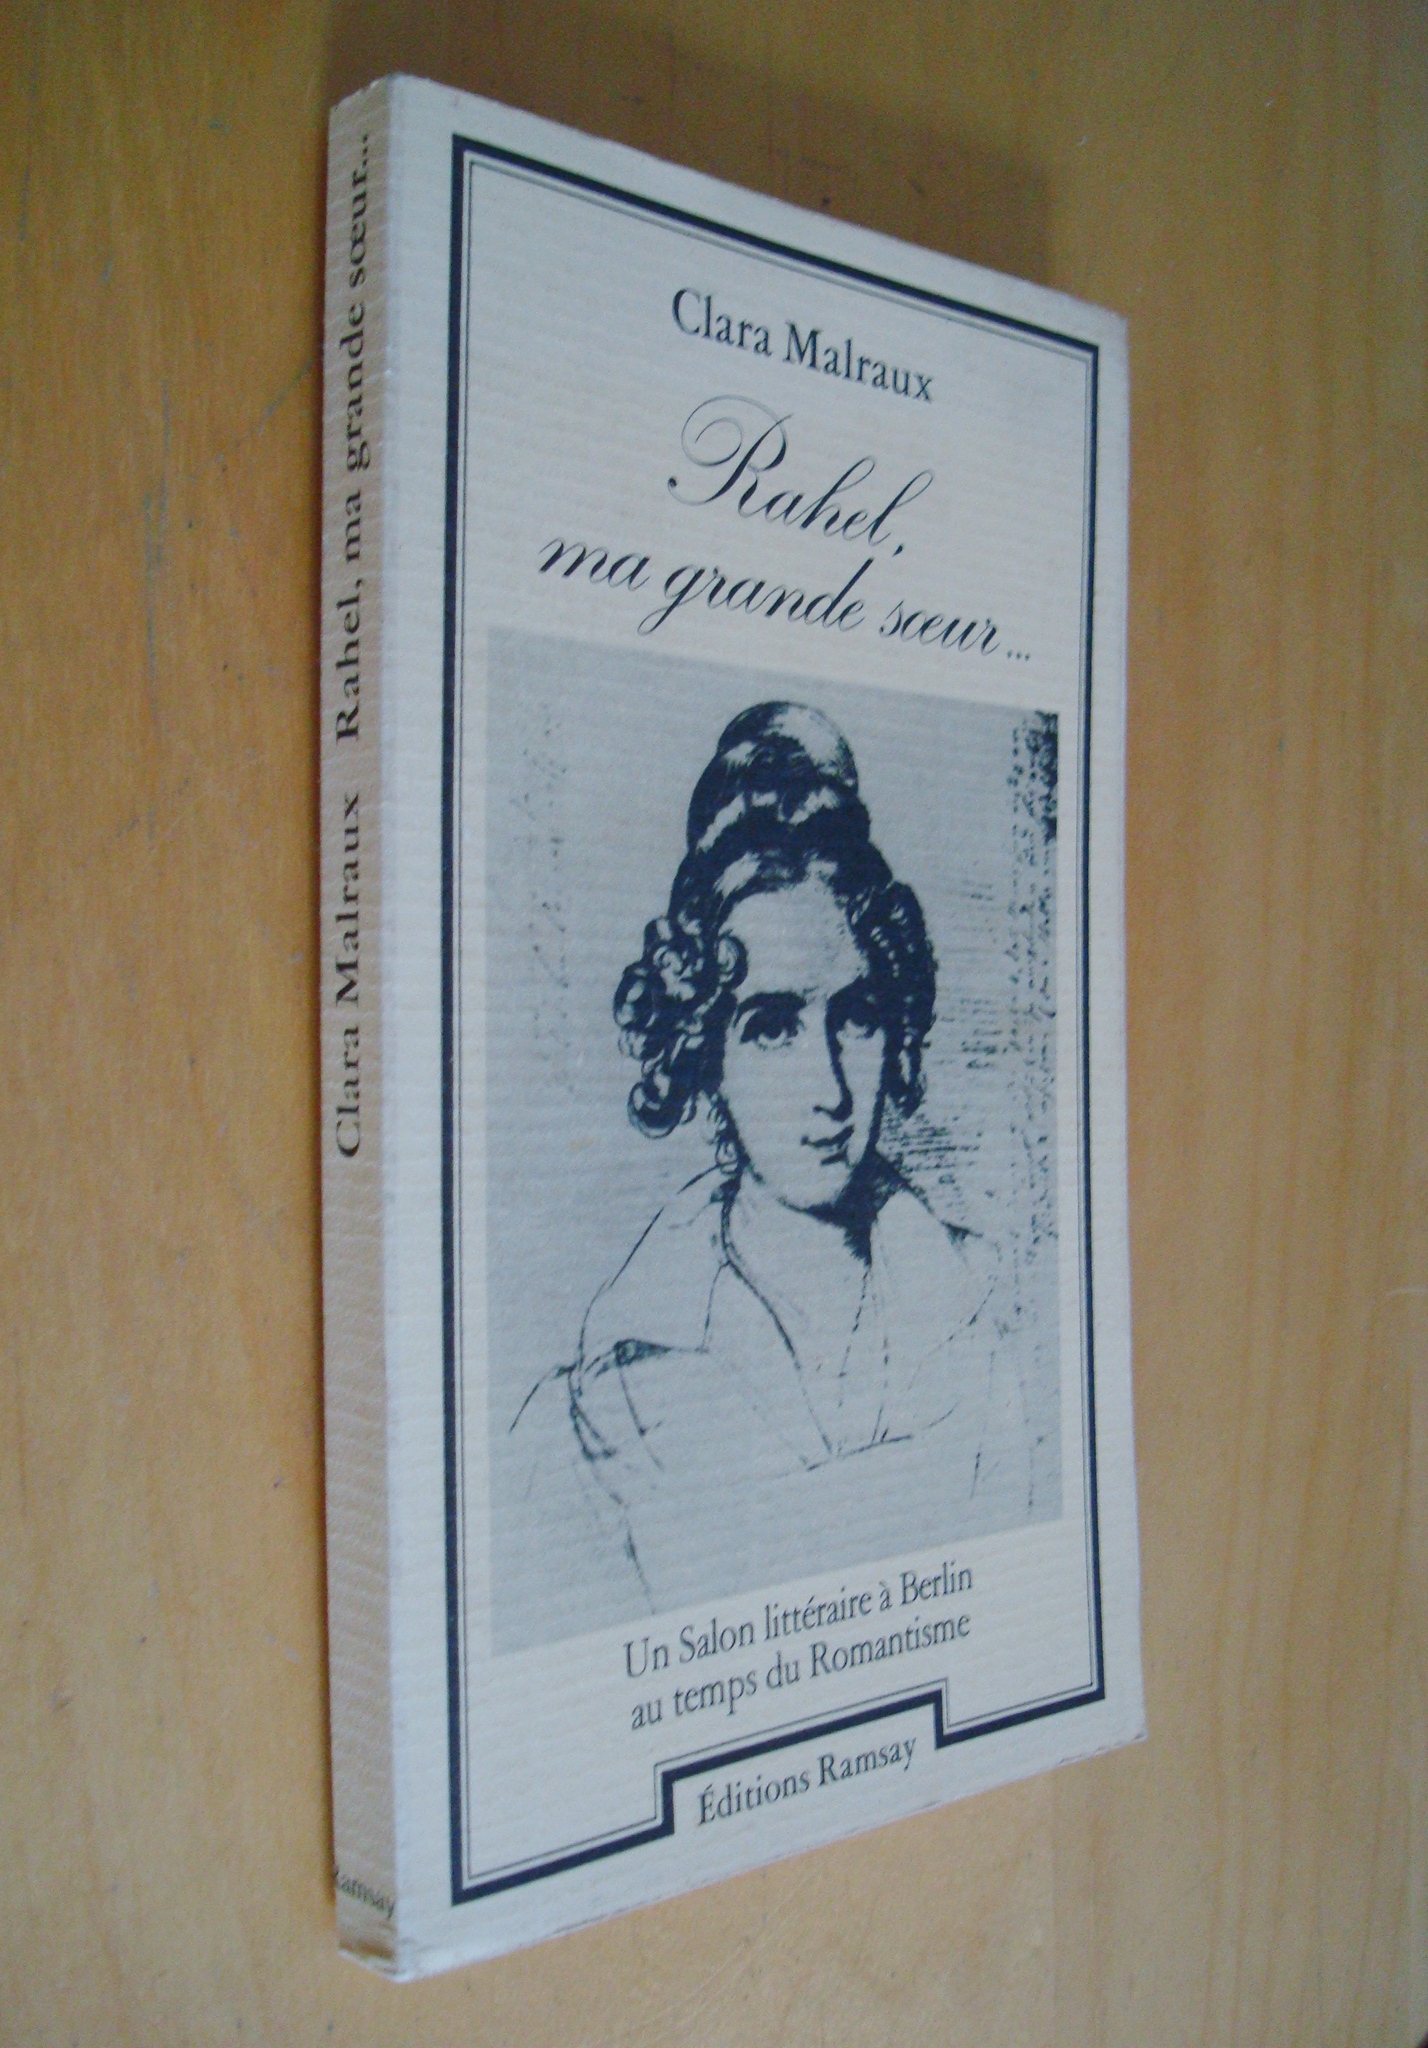 Clara Malraux Rahel, ma grande sœur...
Ramsay
Clara Malraux
Rahel,
ma grande sœur...
Un Salon littéraire à Berlin
au temps du Romantisme
Éditions Ramsay